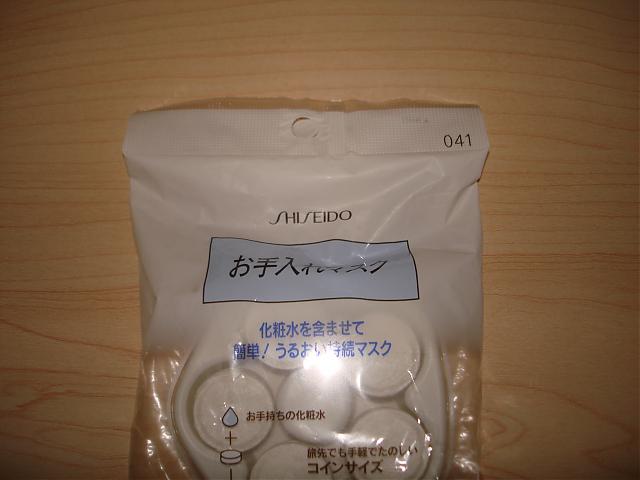 041
SHISEIDO
お手入れマスク
化粧水を含ませて
簡単!うるおい持続マスク
お手持ちの化粧水
+
旅先でも手軽でたのしい
コインサイズ